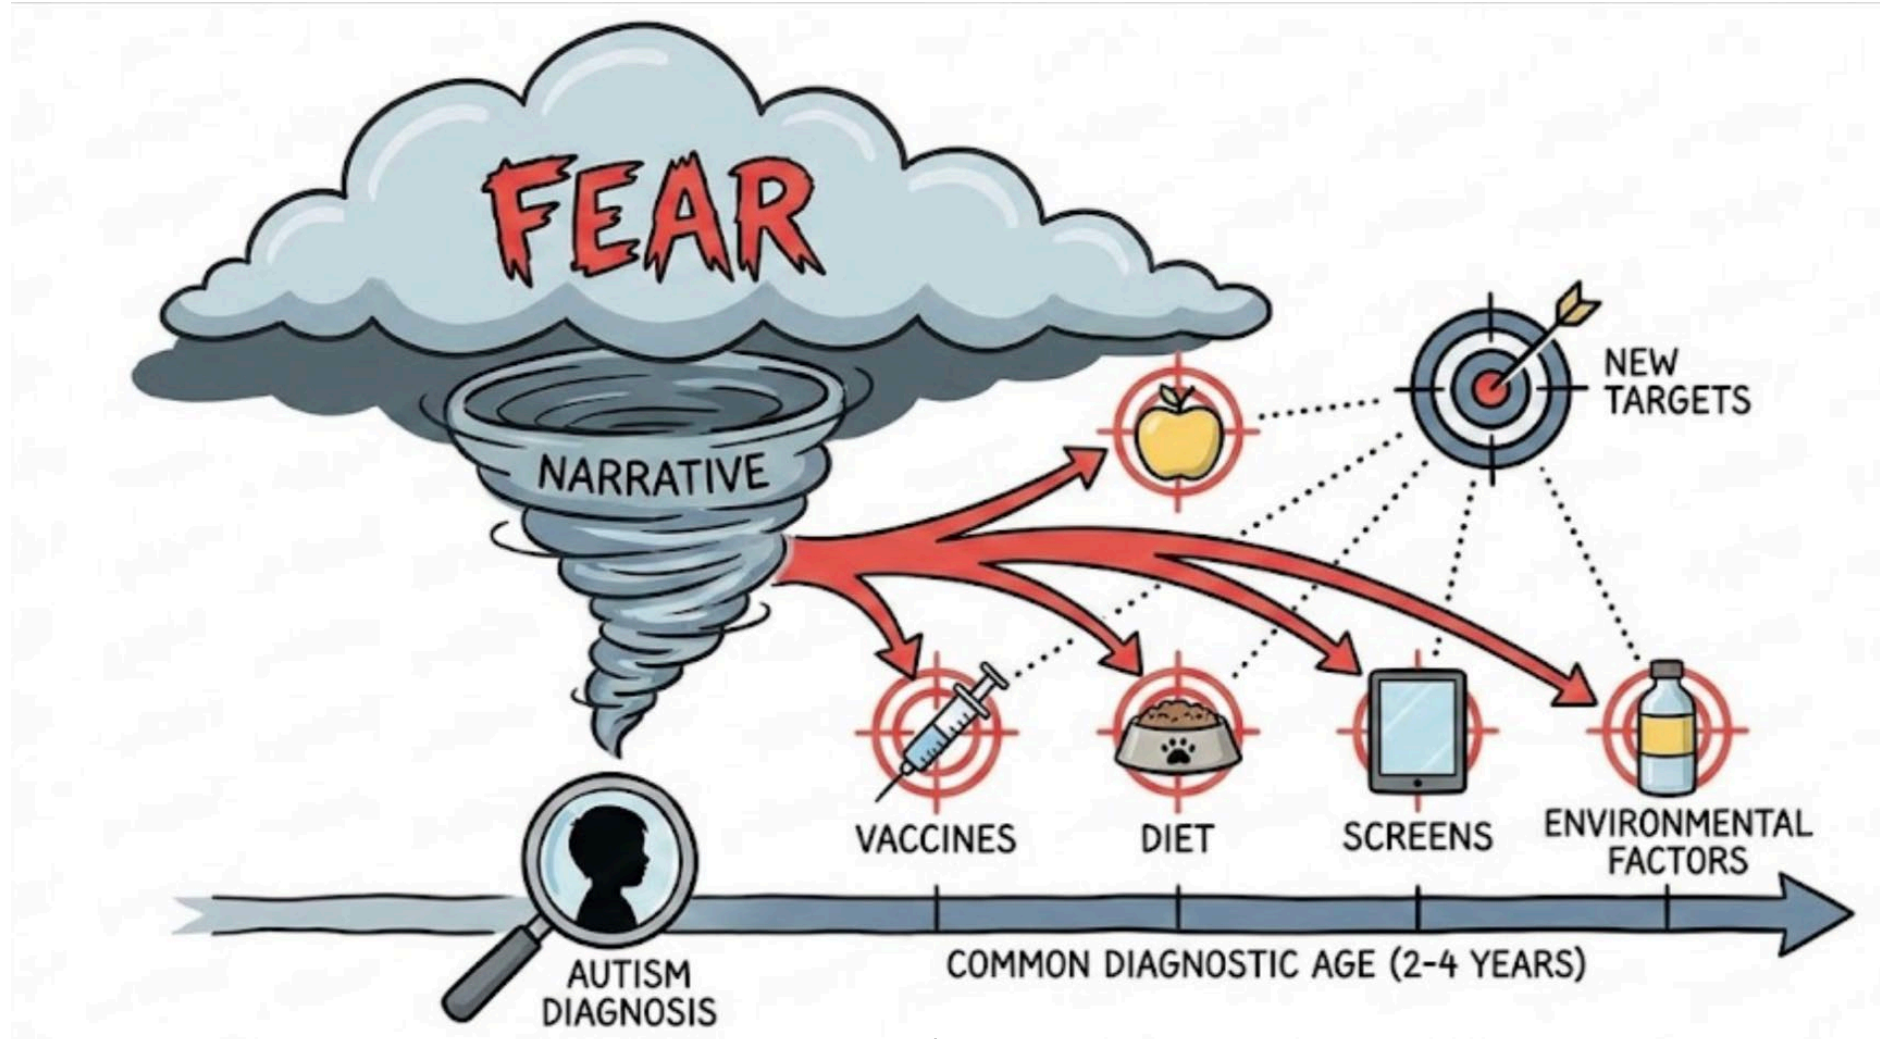 FEAR
NARRATIVE
NEW
TARGETS
VACCINES
DIET
SCREENS
ENVIRONMENTAL
FACTORS
AUTISM
DIAGNOSIS
COMMON DIAGNOSTIC AGE (2-4 YEARS)